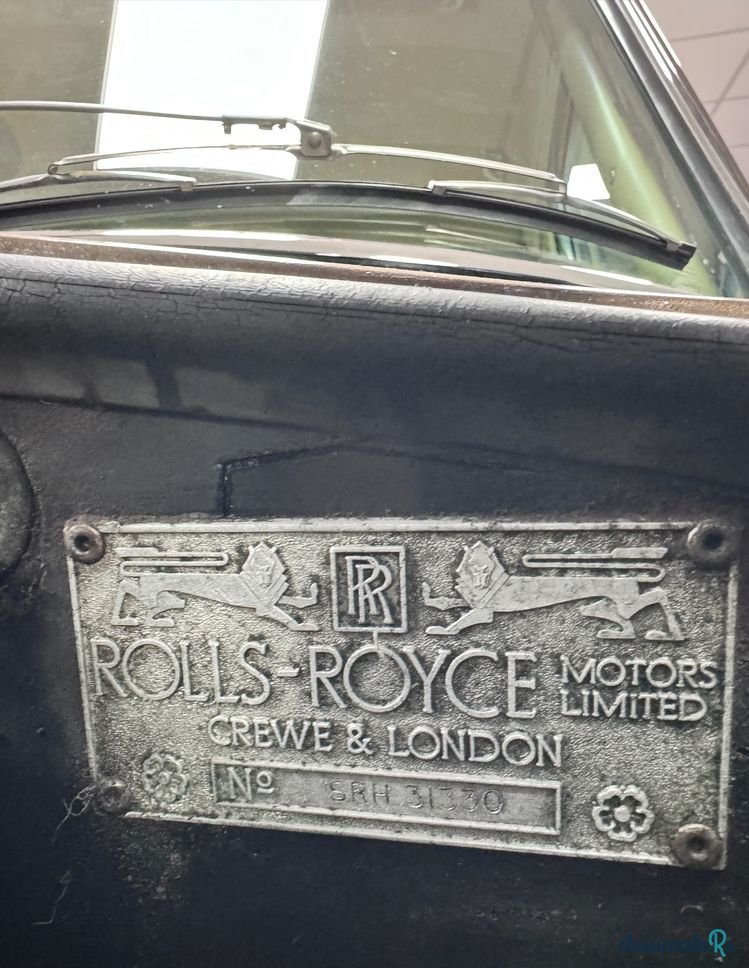 RR
ROLLS-ROYCE MOTORS LIMITED
CREWE & LONDON
Nº SRH 31330